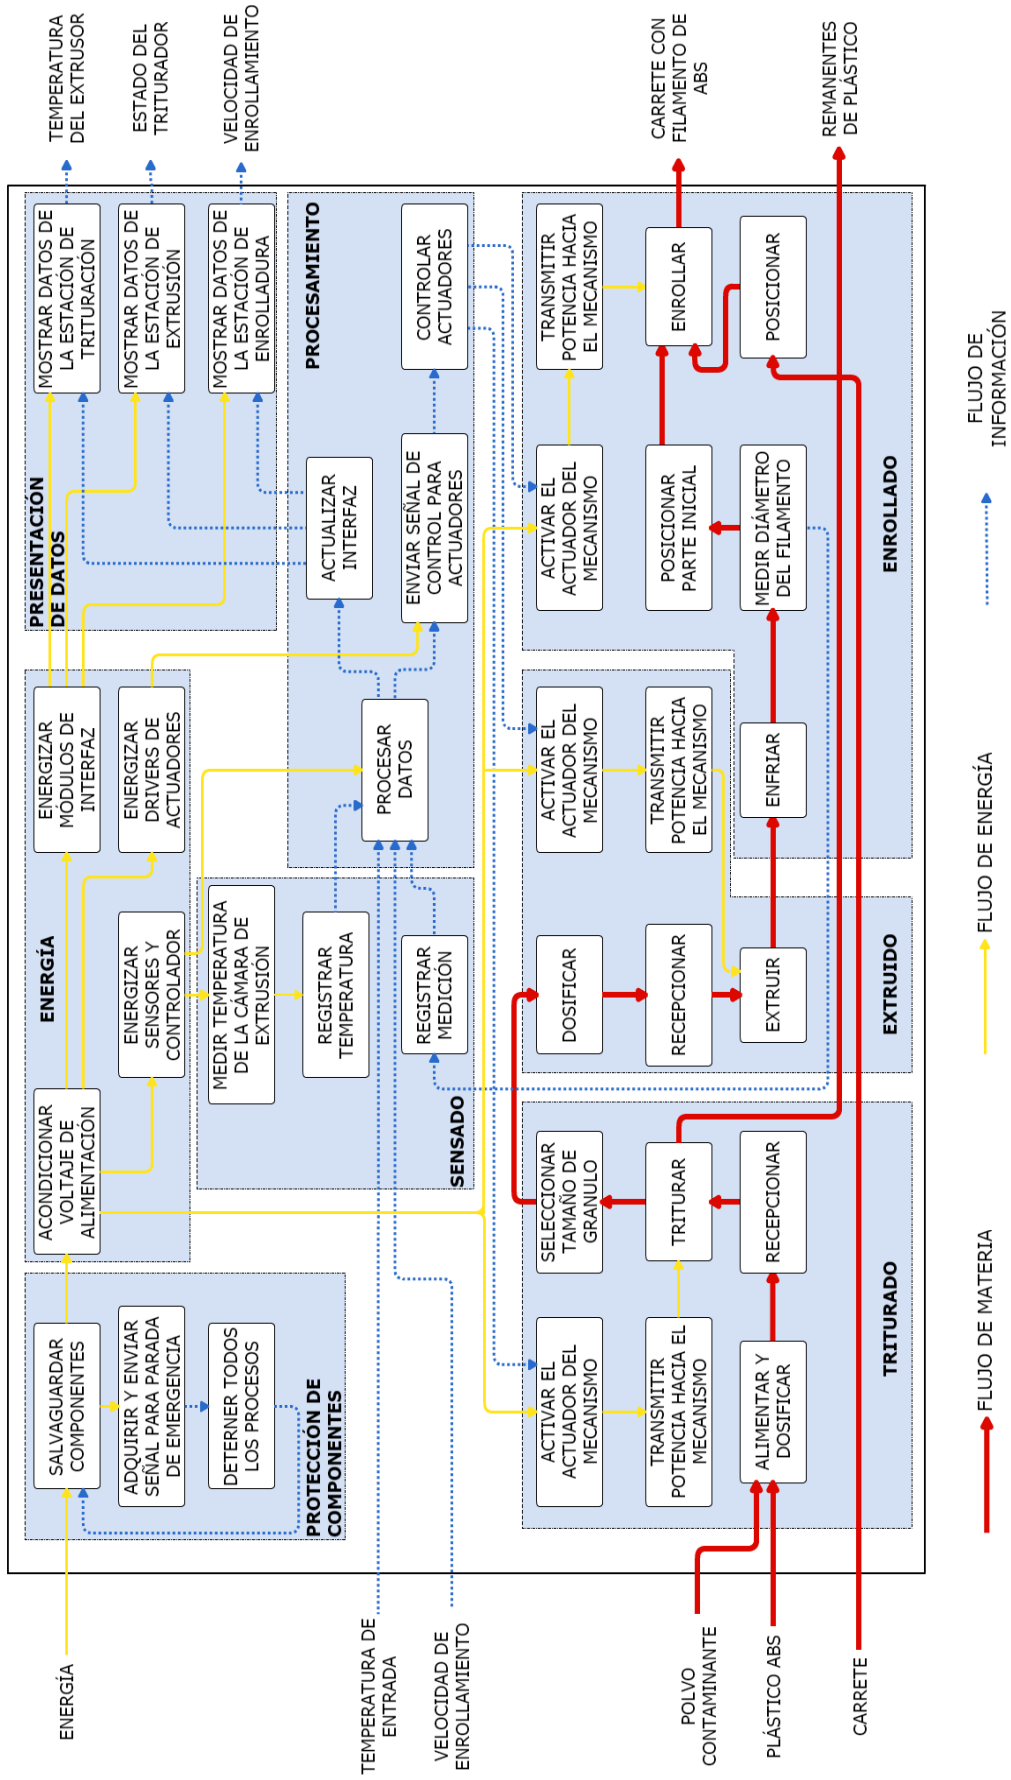 ENERGÍA
TEMPERATURA DE
ENTRADA
VELOCIDAD DE
ENROLLAMIENTO
POLVO
CONTAMINANTE
PLÁSTICO ABS
CARRETE
SALVAGUARDAR
COMPONENTES
ADQUIRIR Y ENVIAR
SEÑAL PARA PARADA
DE EMERGENCIA
DETERNER TODOS
LOS PROCESOS
PROTECCIÓN DE
COMPONENTES
ENERGÍA
ACONDICIONAR
VOLTAJE DE
ALIMENTACIÓN
ENERGIZAR
SENSORES Y
CONTROLADOR
ENERGIZAR
MÓDULOS DE
INTERFAZ
ENERGIZAR
DRIVERS DE
ACTUADORES
PRESENTACIÓN
DE DATOS
MOSTRAR DATOS DE
LA ESTACIÓN DE
TRITURACIÓN
MOSTRAR DATOS DE
LA ESTACIÓN DE
EXTRUSIÓN
MOSTRAR DATOS DE
LA ESTACIÓN DE
ENROLLADURA
TEMPERATURA
DEL EXTRUSOR
ESTADO DEL
TRITURADOR
VELOCIDAD DE
ENROLLAMIENTO
MEDIR TEMPERATURA
DE LA CÁMARA DE
EXTRUSION
REGISTRAR
TEMPERATURA
REGISTRAR
MEDICIÓN
SENSADO
PROCESAMIENTO
PROCESAR
DATOS
ACTUALIZAR
INTERFAZ
ENVIAR SEÑAL DE
CONTROL PARA
ACTUADORES
CONTROLAR
ACTUADORES
ACTIVAR EL
ACTUADOR DEL
MECANISMO
TRANSMITIR
POTENCIA HACIA EL
MECANISMO
ALIMENTAR Y
DOSIFICAR
SELECCIONAR
TAMAÑO DE
GRANULO
TRITURAR
RECEPCIONAR
TRITURADO
DOSIFICAR
RECEPCIONAR
EXTRUIR
ACTIVAR EL
ACTUADOR DEL
MECANISMO
TRANSMITIR
POTENCIA HACIA
EL MECANISMO
EXTRUIDO
ENFRIAR
ACTIVAR EL
ACTUADOR DEL
MECANISMO
POSICIONAR
PARTE INICIAL
MEDIR DIÁMETRO
DEL FILAMENTO
TRANSMITIR
POTENCIA HACIA
EL MECANISMO
ENROLLAR
POSICIONAR
ENROLLADO
CARRETE CON
FILAMENTO DE
ABS
REMANENTES
DE PLÁSTICO
FLUJO DE MATERIA
FLUJO DE ENERGÍA
FLUJO DE
INFORMACIÓN